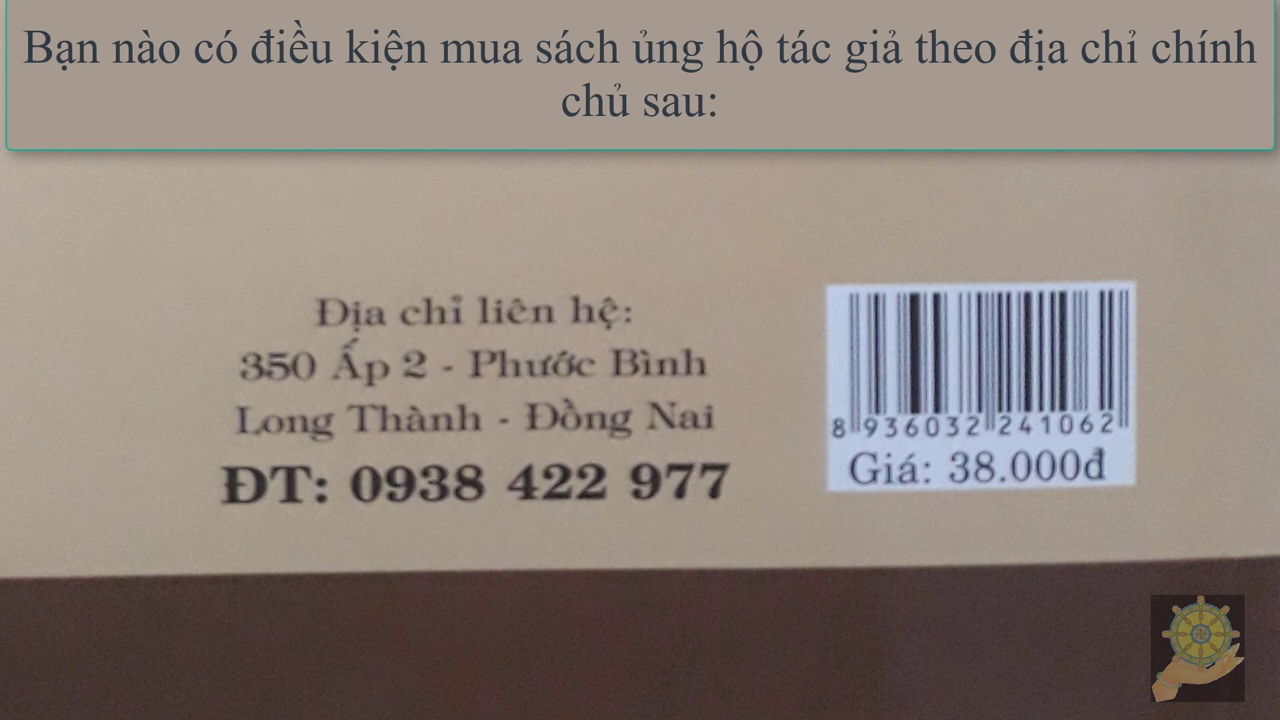 Bạn nào có điều kiện mua sách ủng hộ tác giả theo địa chỉ chính
chủ sau:
Địa chỉ liên hệ:
350 Ấp 2 - Phước Bình
Long Thành - Đồng Nai
ĐT: 0938 422 977
8 936032 241062
Giá: 38.000đ